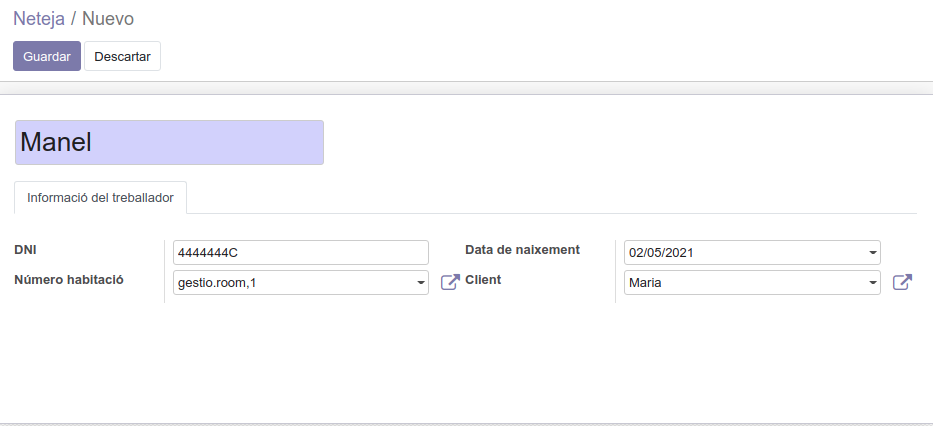 Neteja / Nuevo
Guardar Descartar
Manel
Informació del treballador
DNI 4444444C Data de naixement 02/05/2021
Número habitació gestio.room,1 Client Maria